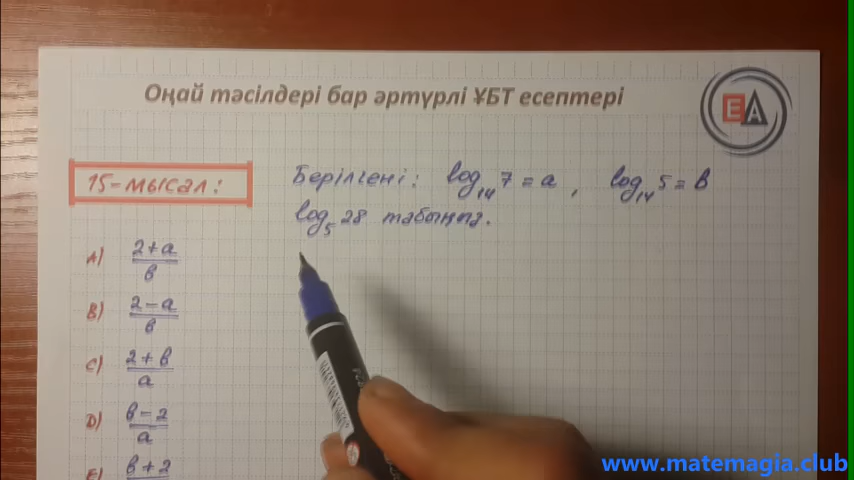 Оңай тәсілдері бар әртүрлі ҰБТ есептері
ЕА
15-мысал:
Берілгені: log₁₄7 = a, log₁₄5 = в
log₅28 табыңыз.
А) (2+a)/в
В) (2-a)/в
С) (2+в)/a
D) (в-2)/a
Е) в+2
www.matemagia.club